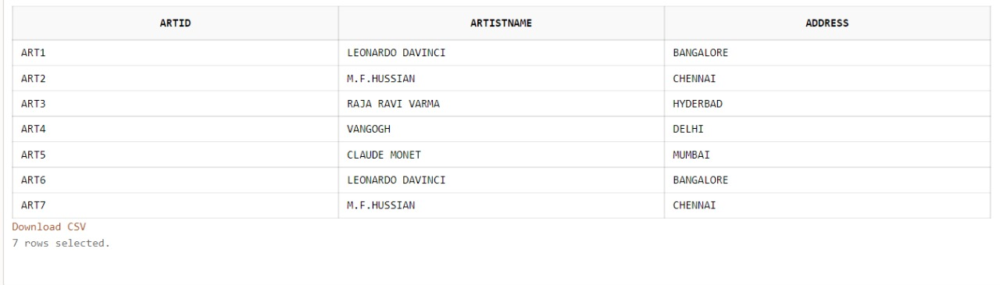 ARTID ARTISTNAME ADDRESS
ART1 LEONARDO DAVINCI BANGALORE
ART2 M.F.HUSSIAN CHENNAI
ART3 RAJA RAVI VARMA HYDERBAD
ART4 VANGOGH DELHI
ART5 CLAUDE MONET MUMBAI
ART6 LEONARDO DAVINCI BANGALORE
ART7 M.F.HUSSIAN CHENNAI
Download CSV
7 rows selected.